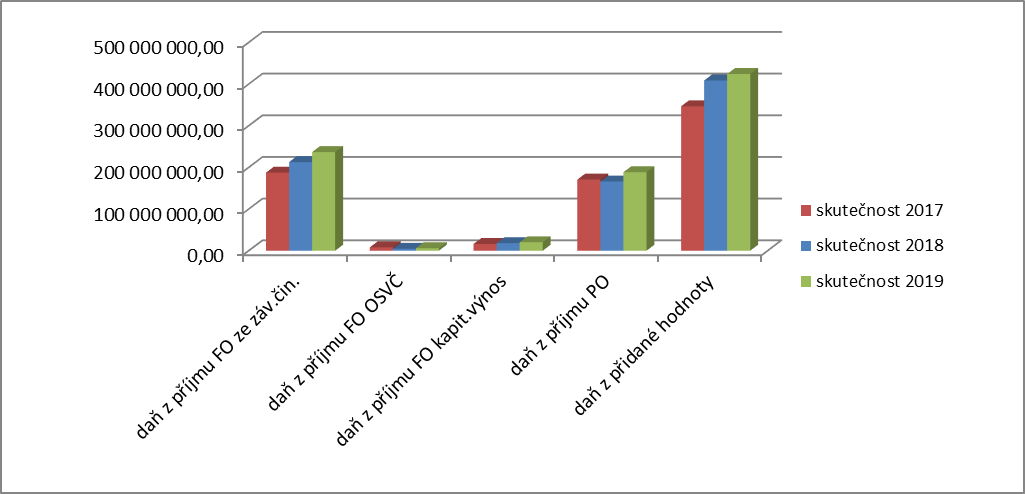 500 000 000,00
400 000 000,00
300 000 000,00
200 000 000,00
100 000 000,00
0,00
daň z příjmu FO ze záv.čin.
daň z příjmu FO OSVČ
daň z příjmu FO kapit.výnos
daň z příjmu PO
daň z přidané hodnoty
skutečnost 2017
skutečnost 2018
skutečnost 2019